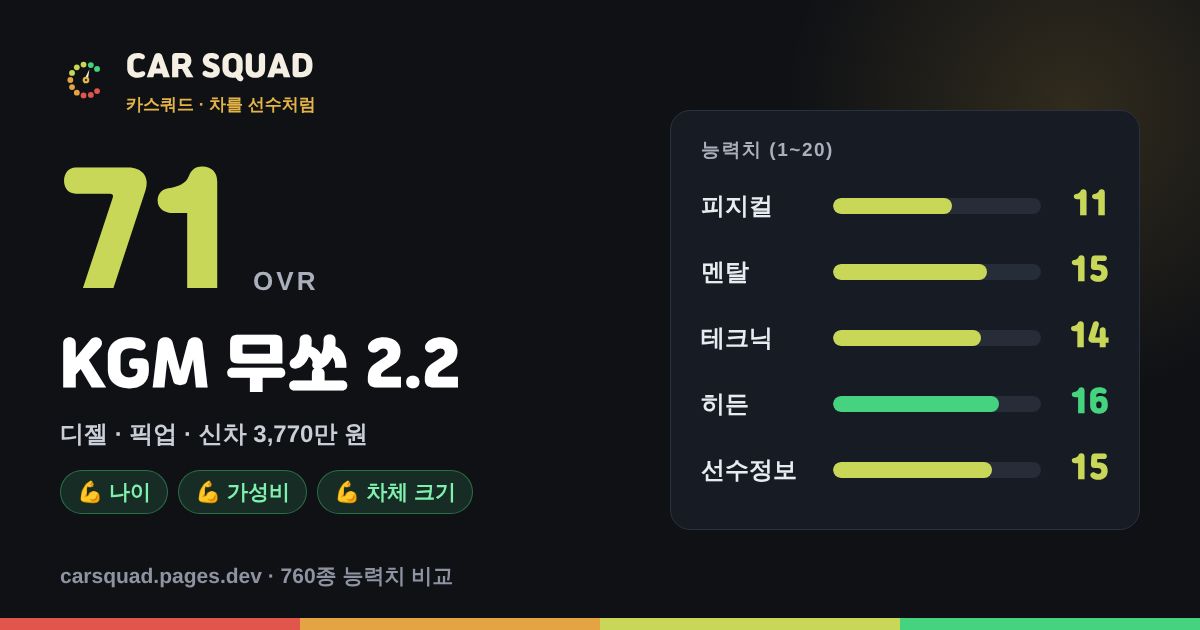 CAR SQUAD
카스쿼드 · 차를 선수처럼
71 OVR
KGM 무쏘 2.2
디젤 · 픽업 · 신차 3,770만 원
💪 나이 💪 가성비 💪 차체 크기
carsquad.pages.dev · 760종 능력치 비교
능력치 (1~20)
피지컬 11
멘탈 15
테크닉 14
히든 16
선수정보 15